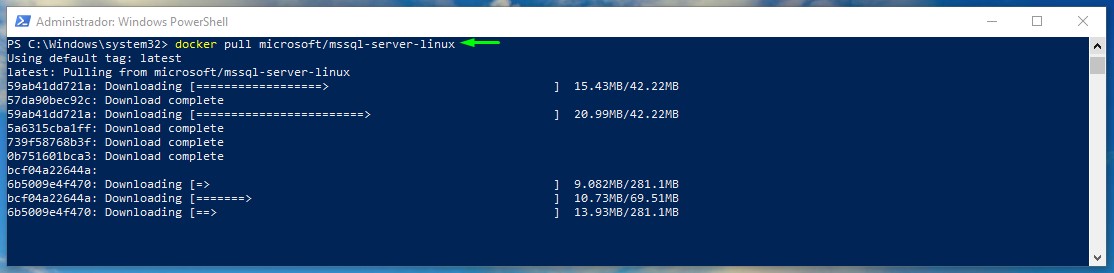 Administrador: Windows PowerShell
PS C:\Windows\system32> docker pull microsoft/mssql-server-linux
Using default tag: latest
latest: Pulling from microsoft/mssql-server-linux
59ab41dd721a: Downloading [===================>                               ]  15.43MB/42.22MB
57da90bec92c: Download complete
59ab41dd721a: Downloading [=========================>                         ]  20.99MB/42.22MB
5a6315cba1ff: Download complete
739f58768b3f: Download complete
0b751601bca3: Download complete
bcf04a22644a:
6b5009e4f470: Downloading [=>                                                 ]  9.082MB/281.1MB
bcf04a22644a: Downloading [=======>                                           ]  10.73MB/69.51MB
6b5009e4f470: Downloading [==>                                                ]  13.93MB/281.1MB